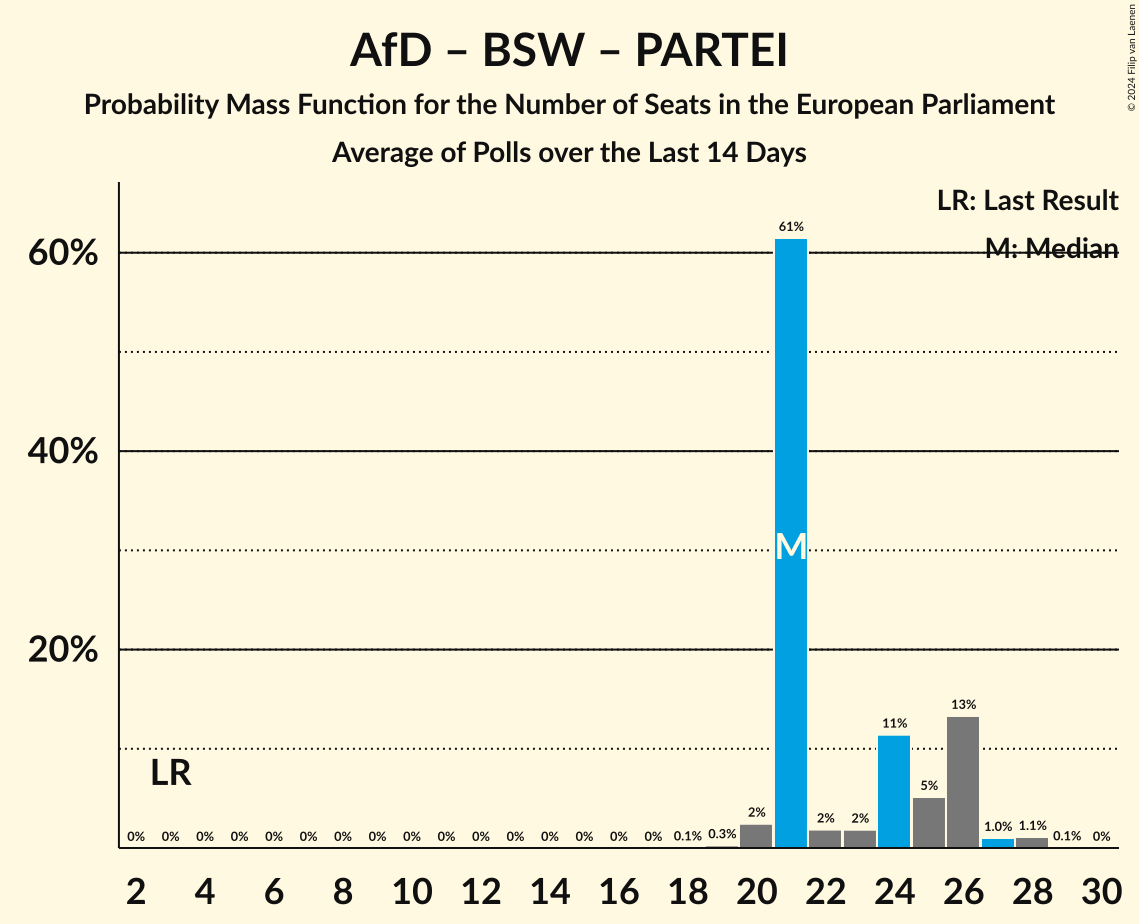 AfD – BSW – PARTEI
Probability Mass Function for the Number of Seats in the European Parliament
Average of Polls over the Last 14 Days
© 2024 Filip van Laenen
LR: Last Result
M: Median
60%
40%
20%
61%
M
LR
0% 0% 0% 0% 0% 0% 0% 0% 0% 0% 0% 0% 0% 0% 0% 0% 0.1% 0.3% 2% 2% 2% 11% 5% 13% 1.0% 1.1% 0.1% 0%
2 4 6 8 10 12 14 16 18 20 22 24 26 28 30